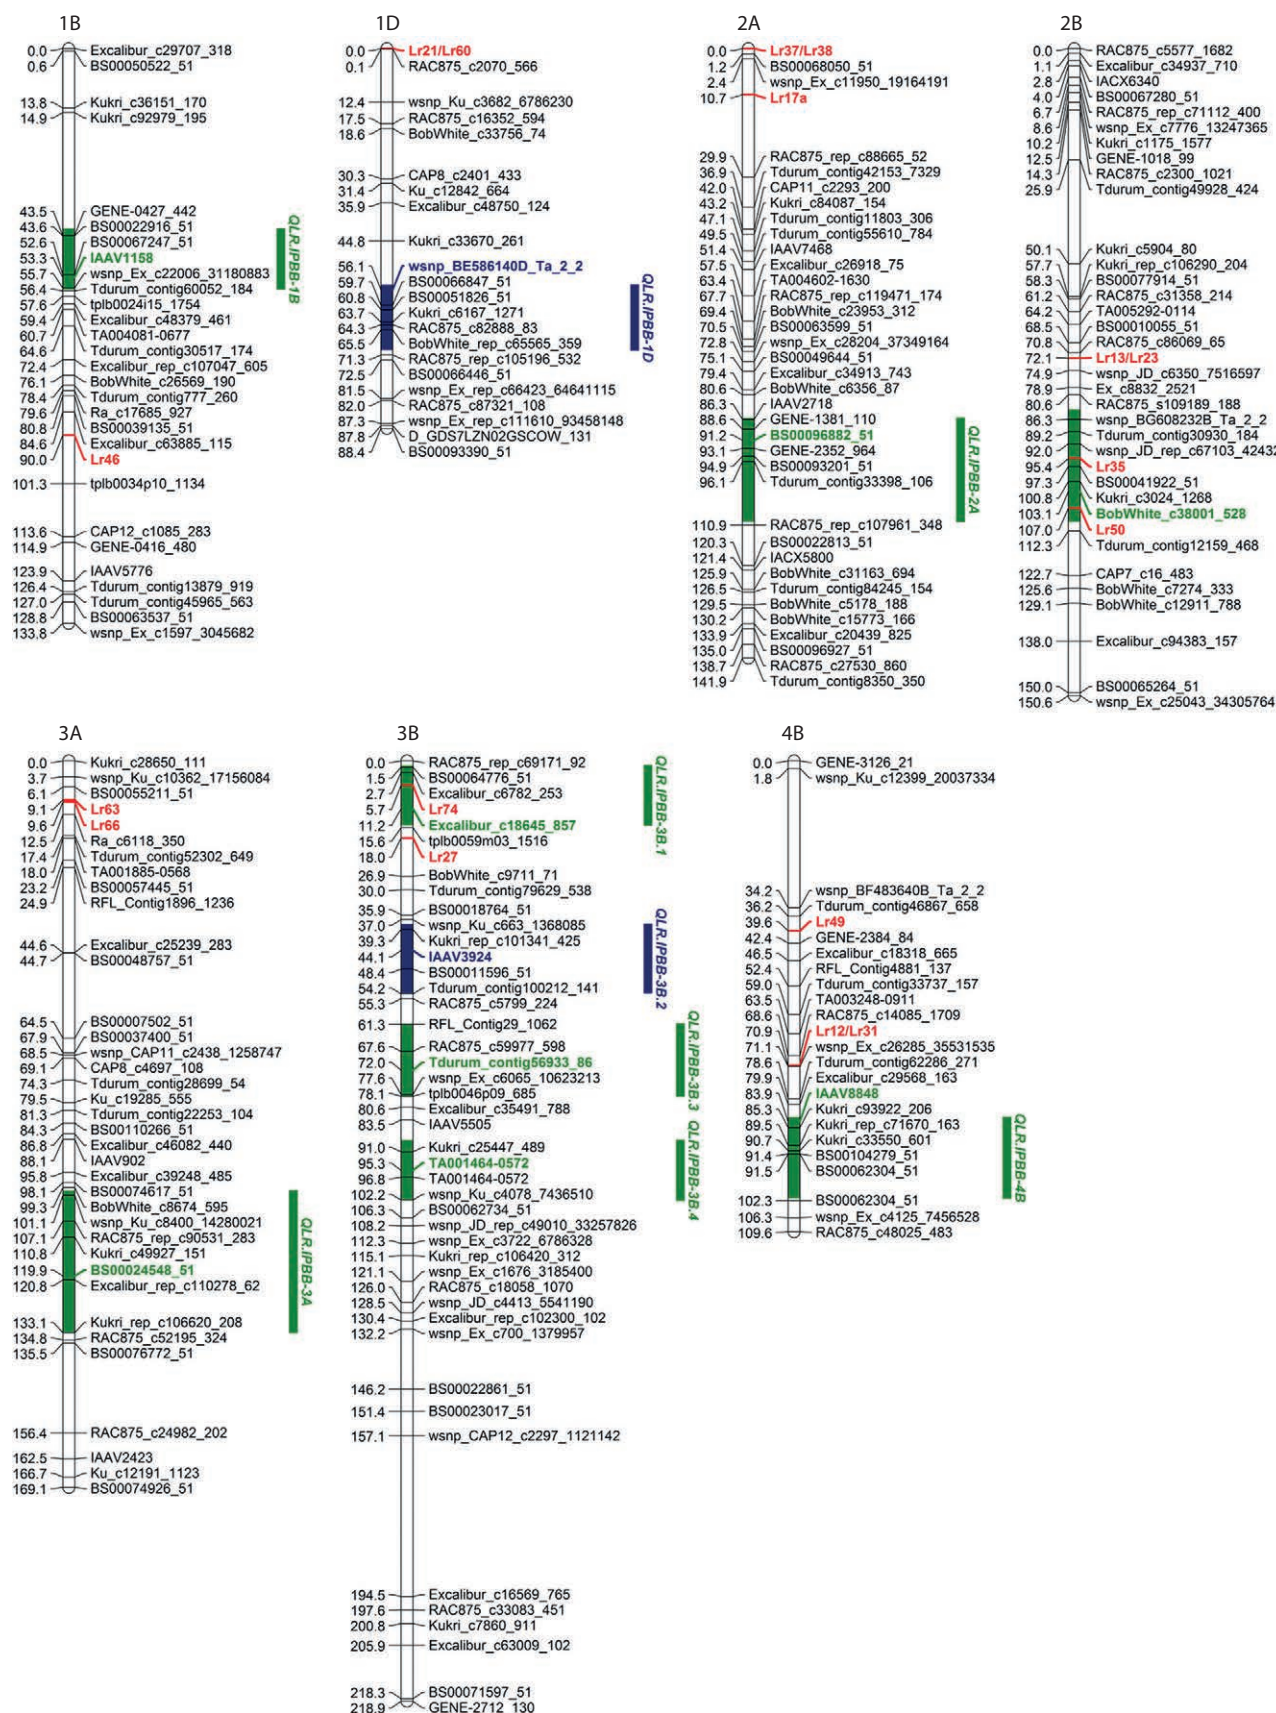 1B
0.0 Excalibur_c29707_318
0.6 BS00050522_51
13.8 Kukri_c36151_170
14.9 Kukri_c92979_195
43.5 GENE-0427_442
43.6 BS00022916_51
52.6 BS00067247_51
53.3 IAAV1158
55.7 wsnp_Ex_c22006_31180883
56.4 Tdurum_contig60052_184
57.6 tplb0024i15_1754
59.4 Excalibur_c48379_461
60.7 TA004081-0677
64.6 Tdurum_contig30517_174
72.4 Excalibur_rep_c107047_605
76.1 BobWhite_c26569_190
78.4 Tdurum_contig777_260
79.6 Ra_c17685_927
80.8 BS00039135_51
84.6 Excalibur_c63885_115
90.0 Lr46
101.3 tplb0034p10_1134
113.6 CAP12_c1085_283
114.9 GENE-0416_480
123.9 IAAV5776
126.4 Tdurum_contig13879_919
127.0 Tdurum_contig45965_563
128.8 BS00063537_51
133.8 wsnp_Ex_c1597_3045682
QLR.IPBB-1B
1D
0.0 Lr21/Lr60
0.1 RAC875_c2070_566
12.4 wsnp_Ku_c3682_6786230
17.5 RAC875_c16352_594
18.6 BobWhite_c33756_74
30.3 CAP8_c2401_433
31.4 Ku_c12842_664
35.9 Excalibur_c48750_124
44.8 Kukri_c33670_261
56.1 wsnp_BE586140D_Ta_2_2
59.7 BS00066847_51
60.8 BS00051826_51
63.7 Kukri_c6167_1271
64.3 RAC875_c82888_83
65.5 BobWhite_rep_c65565_359
71.3 RAC875_rep_c105196_532
72.5 BS00066446_51
81.5 wsnp_Ex_rep_c66423_64641115
82.0 RAC875_c87321_108
87.3 wsnp_Ex_rep_c111610_93458148
87.8 D_GDS7LZN02GSCOW_131
88.4 BS00093390_51
QLR.IPBB-1D
2A
0.0 Lr37/Lr38
1.2 BS00068050_51
2.4 wsnp_Ex_c11950_19164191
10.7 Lr17a
29.9 RAC875_rep_c88665_52
36.9 Tdurum_contig42153_7329
42.0 CAP11_c2293_200
43.2 Kukri_c84087_154
47.1 Tdurum_contig11803_306
49.5 Tdurum_contig55610_784
51.4 IAAV7468
57.5 Excalibur_c26918_75
63.4 TA004602-1630
67.7 RAC875_rep_c119471_174
69.4 BobWhite_c23953_312
70.5 BS00063599_51
72.8 wsnp_Ex_c28204_37349164
75.1 BS00049644_51
79.4 Excalibur_c34913_743
80.6 BobWhite_c6356_87
86.3 IAAV2718
88.6 GENE-1381_110
91.2 BS00096882_51
93.1 GENE-2352_964
94.9 BS00093201_51
96.1 Tdurum_contig33398_106
110.9 RAC875_rep_c107961_348
120.3 BS00022813_51
121.4 IACX5800
125.9 BobWhite_c31163_694
126.5 Tdurum_contig84245_154
129.5 BobWhite_c5178_188
130.2 BobWhite_c15773_166
133.9 Excalibur_c20439_825
135.0 BS00096927_51
138.7 RAC875_c27530_860
141.9 Tdurum_contig8350_350
QLR.IPBB-2A
2B
0.0 RAC875_c5577_1682
1.1 Excalibur_c34937_710
2.8 IACX6340
4.0 BS00067280_51
6.7 RAC875_rep_c71112_400
8.6 wsnp_Ex_c7776_13247365
10.2 Kukri_c1175_1577
12.5 GENE-1018_99
14.3 RAC875_c2300_1021
25.9 Tdurum_contig49928_424
50.1 Kukri_c5904_80
57.7 Kukri_rep_c106290_204
58.3 BS00077914_51
61.2 RAC875_c31358_214
64.2 TA005292-0114
68.5 BS00010055_51
70.8 RAC875_c86069_65
72.1 Lr13/Lr23
74.9 wsnp_JD_c6350_7516597
78.9 Ex_c8832_2521
80.6 RAC875_s109189_188
86.3 wsnp_BG608232B_Ta_2_2
89.2 Tdurum_contig30930_184
92.0 wsnp_JD_rep_c67103_42432
95.4 Lr35
97.3 BS00041922_51
100.8 Kukri_c3024_1268
103.1 BobWhite_c38001_528
107.0 Lr50
112.3 Tdurum_contig12159_468
122.7 CAP7_c16_483
125.6 BobWhite_c7274_333
129.1 BobWhite_c12911_788
138.0 Excalibur_c94383_157
150.0 BS00065264_51
150.6 wsnp_Ex_c25043_34305764
3A
0.0 Kukri_c28650_111
3.7 wsnp_Ku_c10362_17156084
6.1 BS00055211_51
9.1 Lr63
9.6 Lr66
12.5 Ra_c6118_350
17.4 Tdurum_contig52302_649
18.0 TA001885-0568
23.2 BS00057445_51
24.9 RFL_Contig1896_1236
44.6 Excalibur_c25239_283
44.7 BS00048757_51
64.5 BS00007502_51
67.9 BS00037400_51
68.5 wsnp_CAP11_c2438_1258747
69.1 CAP8_c4697_108
74.3 Tdurum_contig28699_54
79.5 Ku_c19285_555
81.3 Tdurum_contig22253_104
84.3 BS00110266_51
86.8 Excalibur_c46082_440
88.1 IAAV902
95.8 Excalibur_c39248_485
98.1 BS00074617_51
99.3 BobWhite_c8674_595
101.1 wsnp_Ku_c8400_14280021
107.1 RAC875_rep_c90531_283
110.8 Kukri_c49927_151
119.9 BS00024548_51
120.8 Excalibur_rep_c110278_62
133.1 Kukri_rep_c106620_208
134.8 RAC875_c52195_324
135.5 BS00076772_51
156.4 RAC875_c24982_202
162.5 IAAV2423
166.7 Ku_c12191_1123
169.1 BS00074926_51
QLR.IPBB-3A
3B
0.0 RAC875_rep_c69171_92
1.5 BS00064776_51
2.7 Excalibur_c6782_253
5.7 Lr74
11.2 Excalibur_c18645_857
15.6 tplb0059m03_1516
18.0 Lr27
26.9 BobWhite_c9711_71
30.0 Tdurum_contig79629_538
35.9 BS00018764_51
37.0 wsnp_Ku_c663_1368085
39.3 Kukri_rep_c101341_425
44.1 IAAV3924
48.4 BS00011596_51
54.2 Tdurum_contig100212_141
55.3 RAC875_c5799_224
61.3 RFL_Contig29_1062
67.6 RAC875_c59977_598
72.0 Tdurum_contig56933_86
77.6 wsnp_Ex_c6065_10623213
78.1 tplb0046p09_685
80.6 Excalibur_c35491_788
83.5 IAAV5505
91.0 Kukri_c25447_489
95.3 TA001464-0572
96.8 TA001464-0572
102.2 wsnp_Ku_c4078_7436510
106.3 BS00062734_51
108.2 wsnp_JD_rep_c49010_33257826
112.3 wsnp_Ex_c3722_6786328
115.1 Kukri_rep_c106420_312
121.1 wsnp_Ex_c1676_3185400
126.0 RAC875_c18058_1070
128.5 wsnp_JD_c4413_5541190
130.4 Excalibur_rep_c102300_102
132.2 wsnp_Ex_c700_1379957
146.2 BS00022861_51
151.4 BS00023017_51
157.1 wsnp_CAP12_c2297_1121142
194.5 Excalibur_c16569_765
197.6 RAC875_c33083_451
200.8 Kukri_c7860_911
205.9 Excalibur_c63009_102
218.3 BS00071597_51
218.9 GENE-2712_130
QLR.IPBB-3B.1
QLR.IPBB-3B.2
QLR.IPBB-3B.3
QLR.IPBB-3B.4
4B
0.0 GENE-3126_21
1.8 wsnp_Ku_c12399_20037334
34.2 wsnp_BF483640B_Ta_2_2
36.2 Tdurum_contig46867_658
39.6 Lr49
42.4 GENE-2384_84
46.5 Excalibur_c18318_665
52.4 RFL_Contig4881_137
59.0 Tdurum_contig33737_157
63.5 TA003248-0911
68.6 RAC875_c14085_1709
70.9 Lr12/Lr31
71.1 wsnp_Ex_c26285_35531535
78.6 Tdurum_contig62286_271
79.9 Excalibur_c29568_163
83.9 IAAV8848
85.3 Kukri_c93922_206
89.5 Kukri_rep_c71670_163
90.7 Kukri_c33550_601
91.4 BS00104279_51
91.5 BS00062304_51
102.3 BS00062304_51
106.3 wsnp_Ex_c4125_7456528
109.6 RAC875_c48025_483
QLR.IPBB-4B